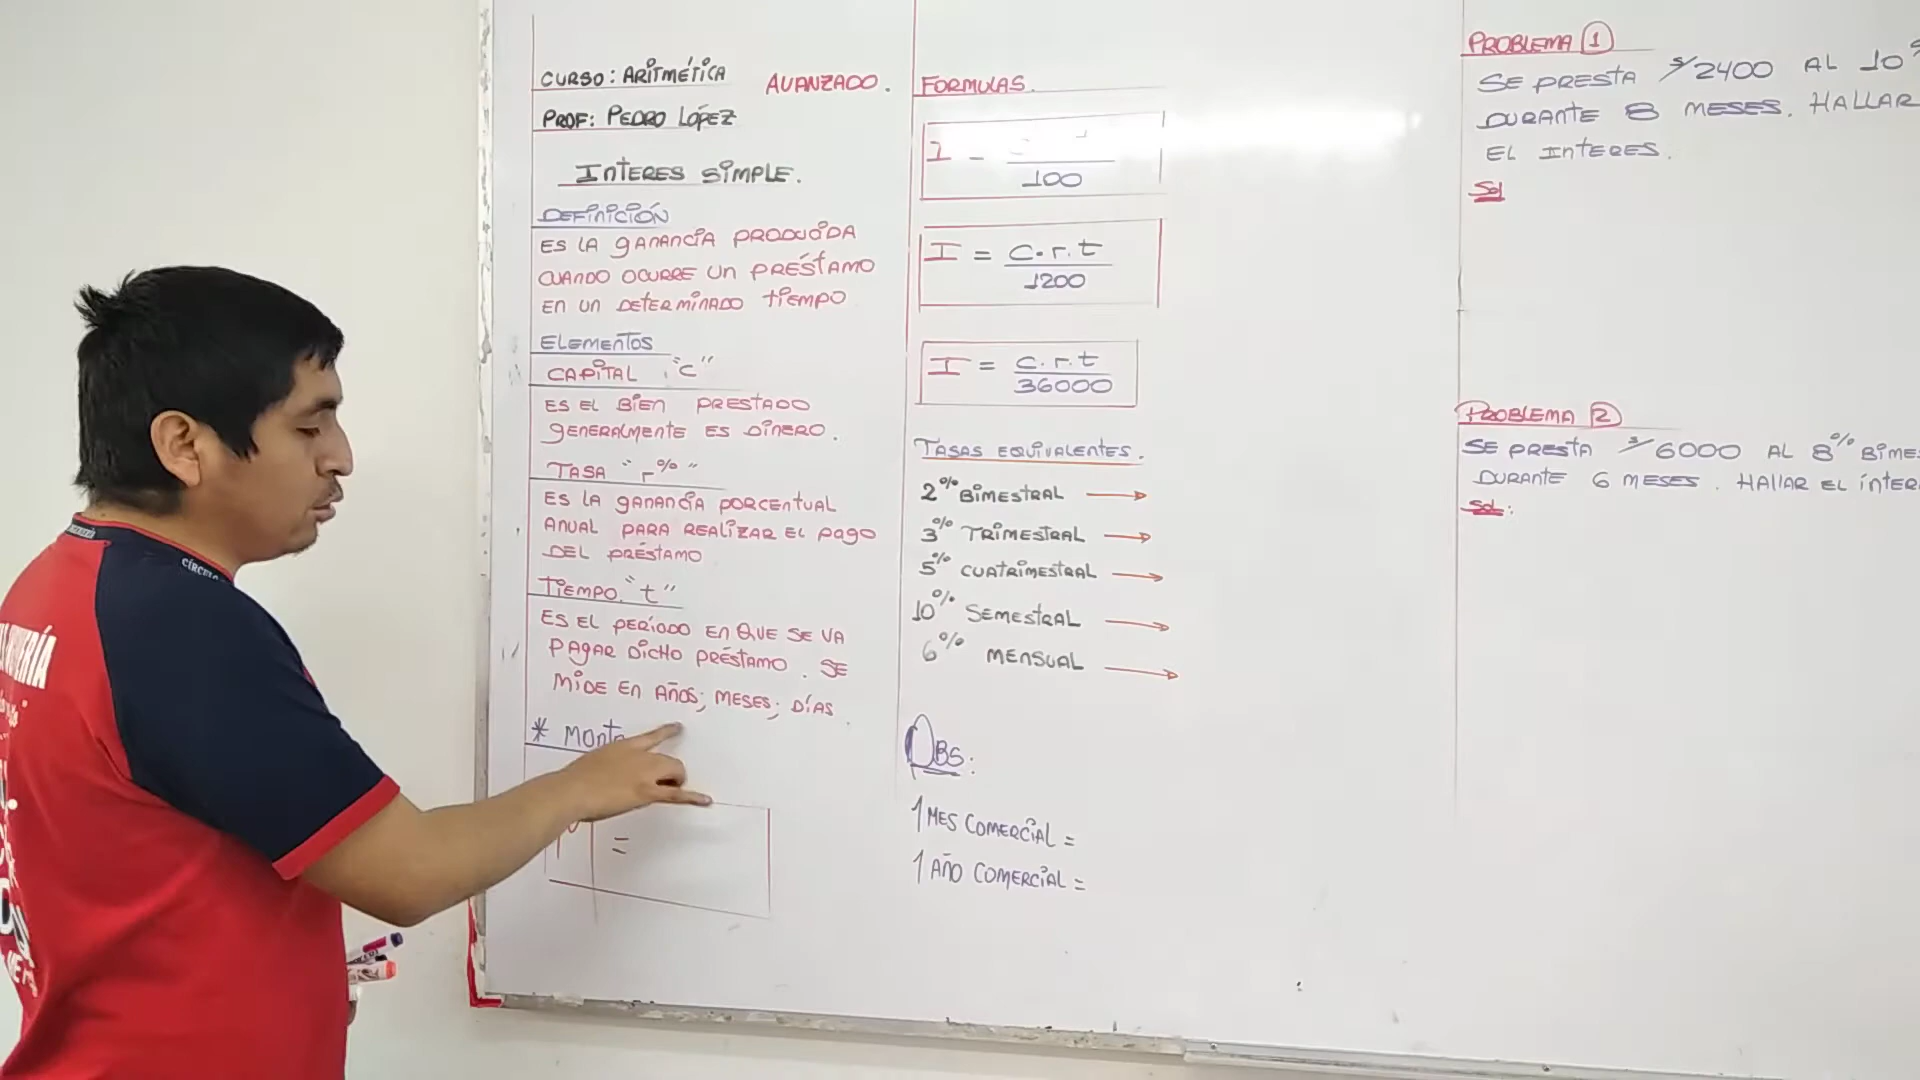 CURSO: ARITMÉTICA AVANZADO.
PROF: PEDRO LÓPEZ
INTERES SIMPLE.
DEFINICIÓN
ES LA GANANCIA PRODUCIDA
CUANDO OCURRE UN PRÉSTAMO
EN UN DETERMINADO TIEMPO
ELEMENTOS
CAPITAL "C"
ES EL BIEN PRESTADO
GENERALMENTE ES DINERO.
TASA "r%"
ES LA GANANCIA PORCENTUAL
ANUAL PARA REALIZAR EL PAGO
DEL PRÉSTAMO
TIEMPO "t"
ES EL PERÍODO EN QUE SE VA
PAGAR DICHO PRÉSTAMO. SE
MIDE EN AÑOS; MESES; DÍAS.
* MONT
=
FORMULAS.
I = 100
I = C.r.t
1200
I = C.r.t
36000
TASAS EQUIVALENTES.
2% BIMESTRAL →
3% TRIMESTRAL →
5% CUATRIMESTRAL →
10% SEMESTRAL →
6% MENSUAL →
OBS:
1 MES COMERCIAL =
1 AÑO COMERCIAL =
PROBLEMA 1
SE PRESTA S/2400 AL 10%
DURANTE 8 MESES. HALLAR
EL INTERES.
Sol
PROBLEMA 2
SE PRESTA S/6000 AL 8% BIMES
DURANTE 6 MESES. HALLAR EL INTER
Sol: